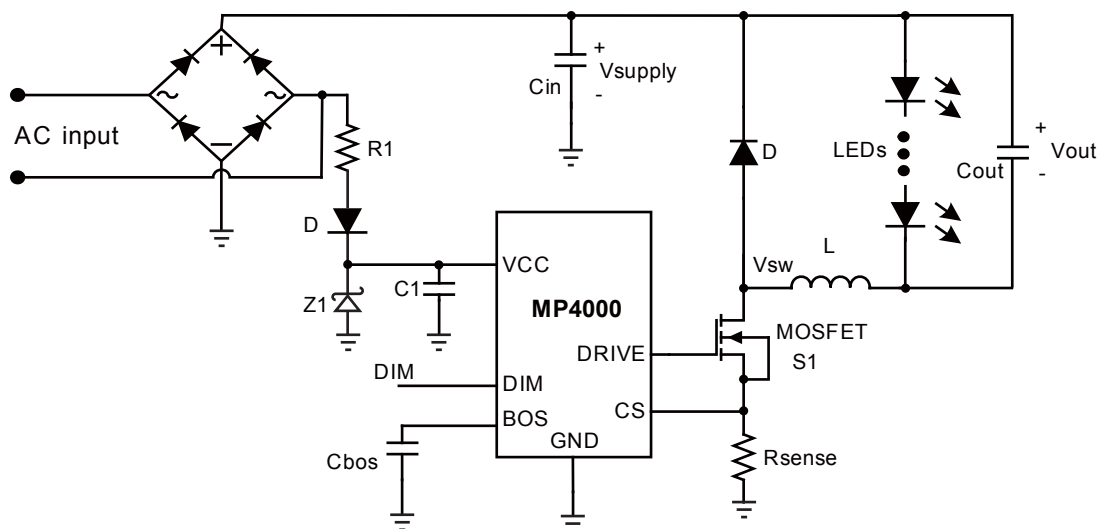 +
+
Cin
Vsupply
-
~
~
AC input
R1
-
D
D
LEDs
Cout
+
Vout
-
VCC
Vsw
L
C1
Z1
MP4000
MOSFET
S1
DRIVE
DIM
DIM
CS
BOS
GND
Cbos
Rsense